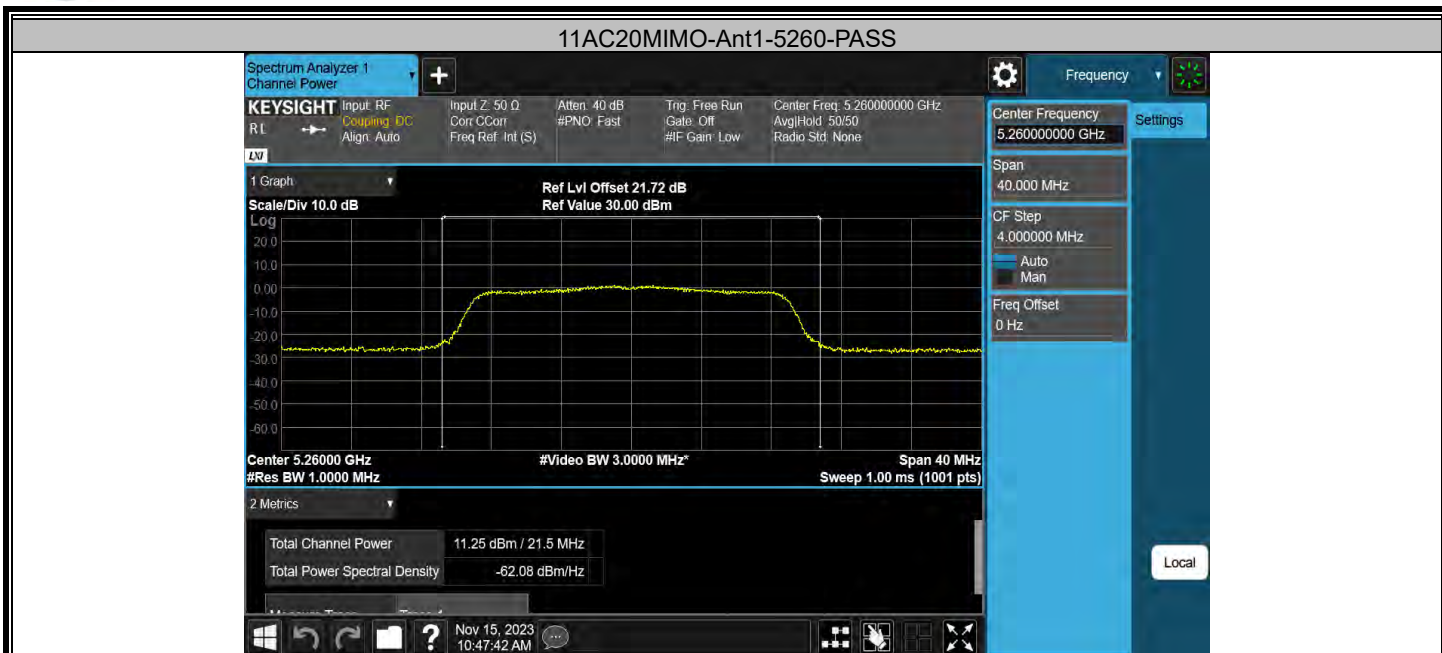 11AC20MIMO-Ant1-5260-PASS
Spectrum Analyzer 1
Channel Power
Frequency
KEYSIGHT
RL
LXI
Input: RF
Coupling: DC
Align: Auto
Input Z: 50 Ω
Corr CCorr
Freq Ref: Int (S)
Atten: 40 dB
#PNO: Fast
Trig: Free Run
Gate: Off
#IF Gain: Low
Center Freq: 5.260000000 GHz
Avg|Hold: 50/50
Radio Std: None
Center Frequency
5.260000000 GHz
Settings
Span
40.000 MHz
CF Step
4.000000 MHz
Auto
Man
Freq Offset
0 Hz
Local
1 Graph
Scale/Div 10.0 dB
Ref Lvl Offset 21.72 dB
Ref Value 30.00 dBm
Log
20.0
10.0
0.00
-10.0
-20.0
-30.0
-40.0
-50.0
-60.0
Center 5.26000 GHz
#Video BW 3.0000 MHz*
Span 40 MHz
#Res BW 1.0000 MHz
Sweep 1.00 ms (1001 pts)
2 Metrics
Total Channel Power 11.25 dBm / 21.5 MHz
Total Power Spectral Density -62.08 dBm/Hz
?
Nov 15, 2023
10:47:42 AM